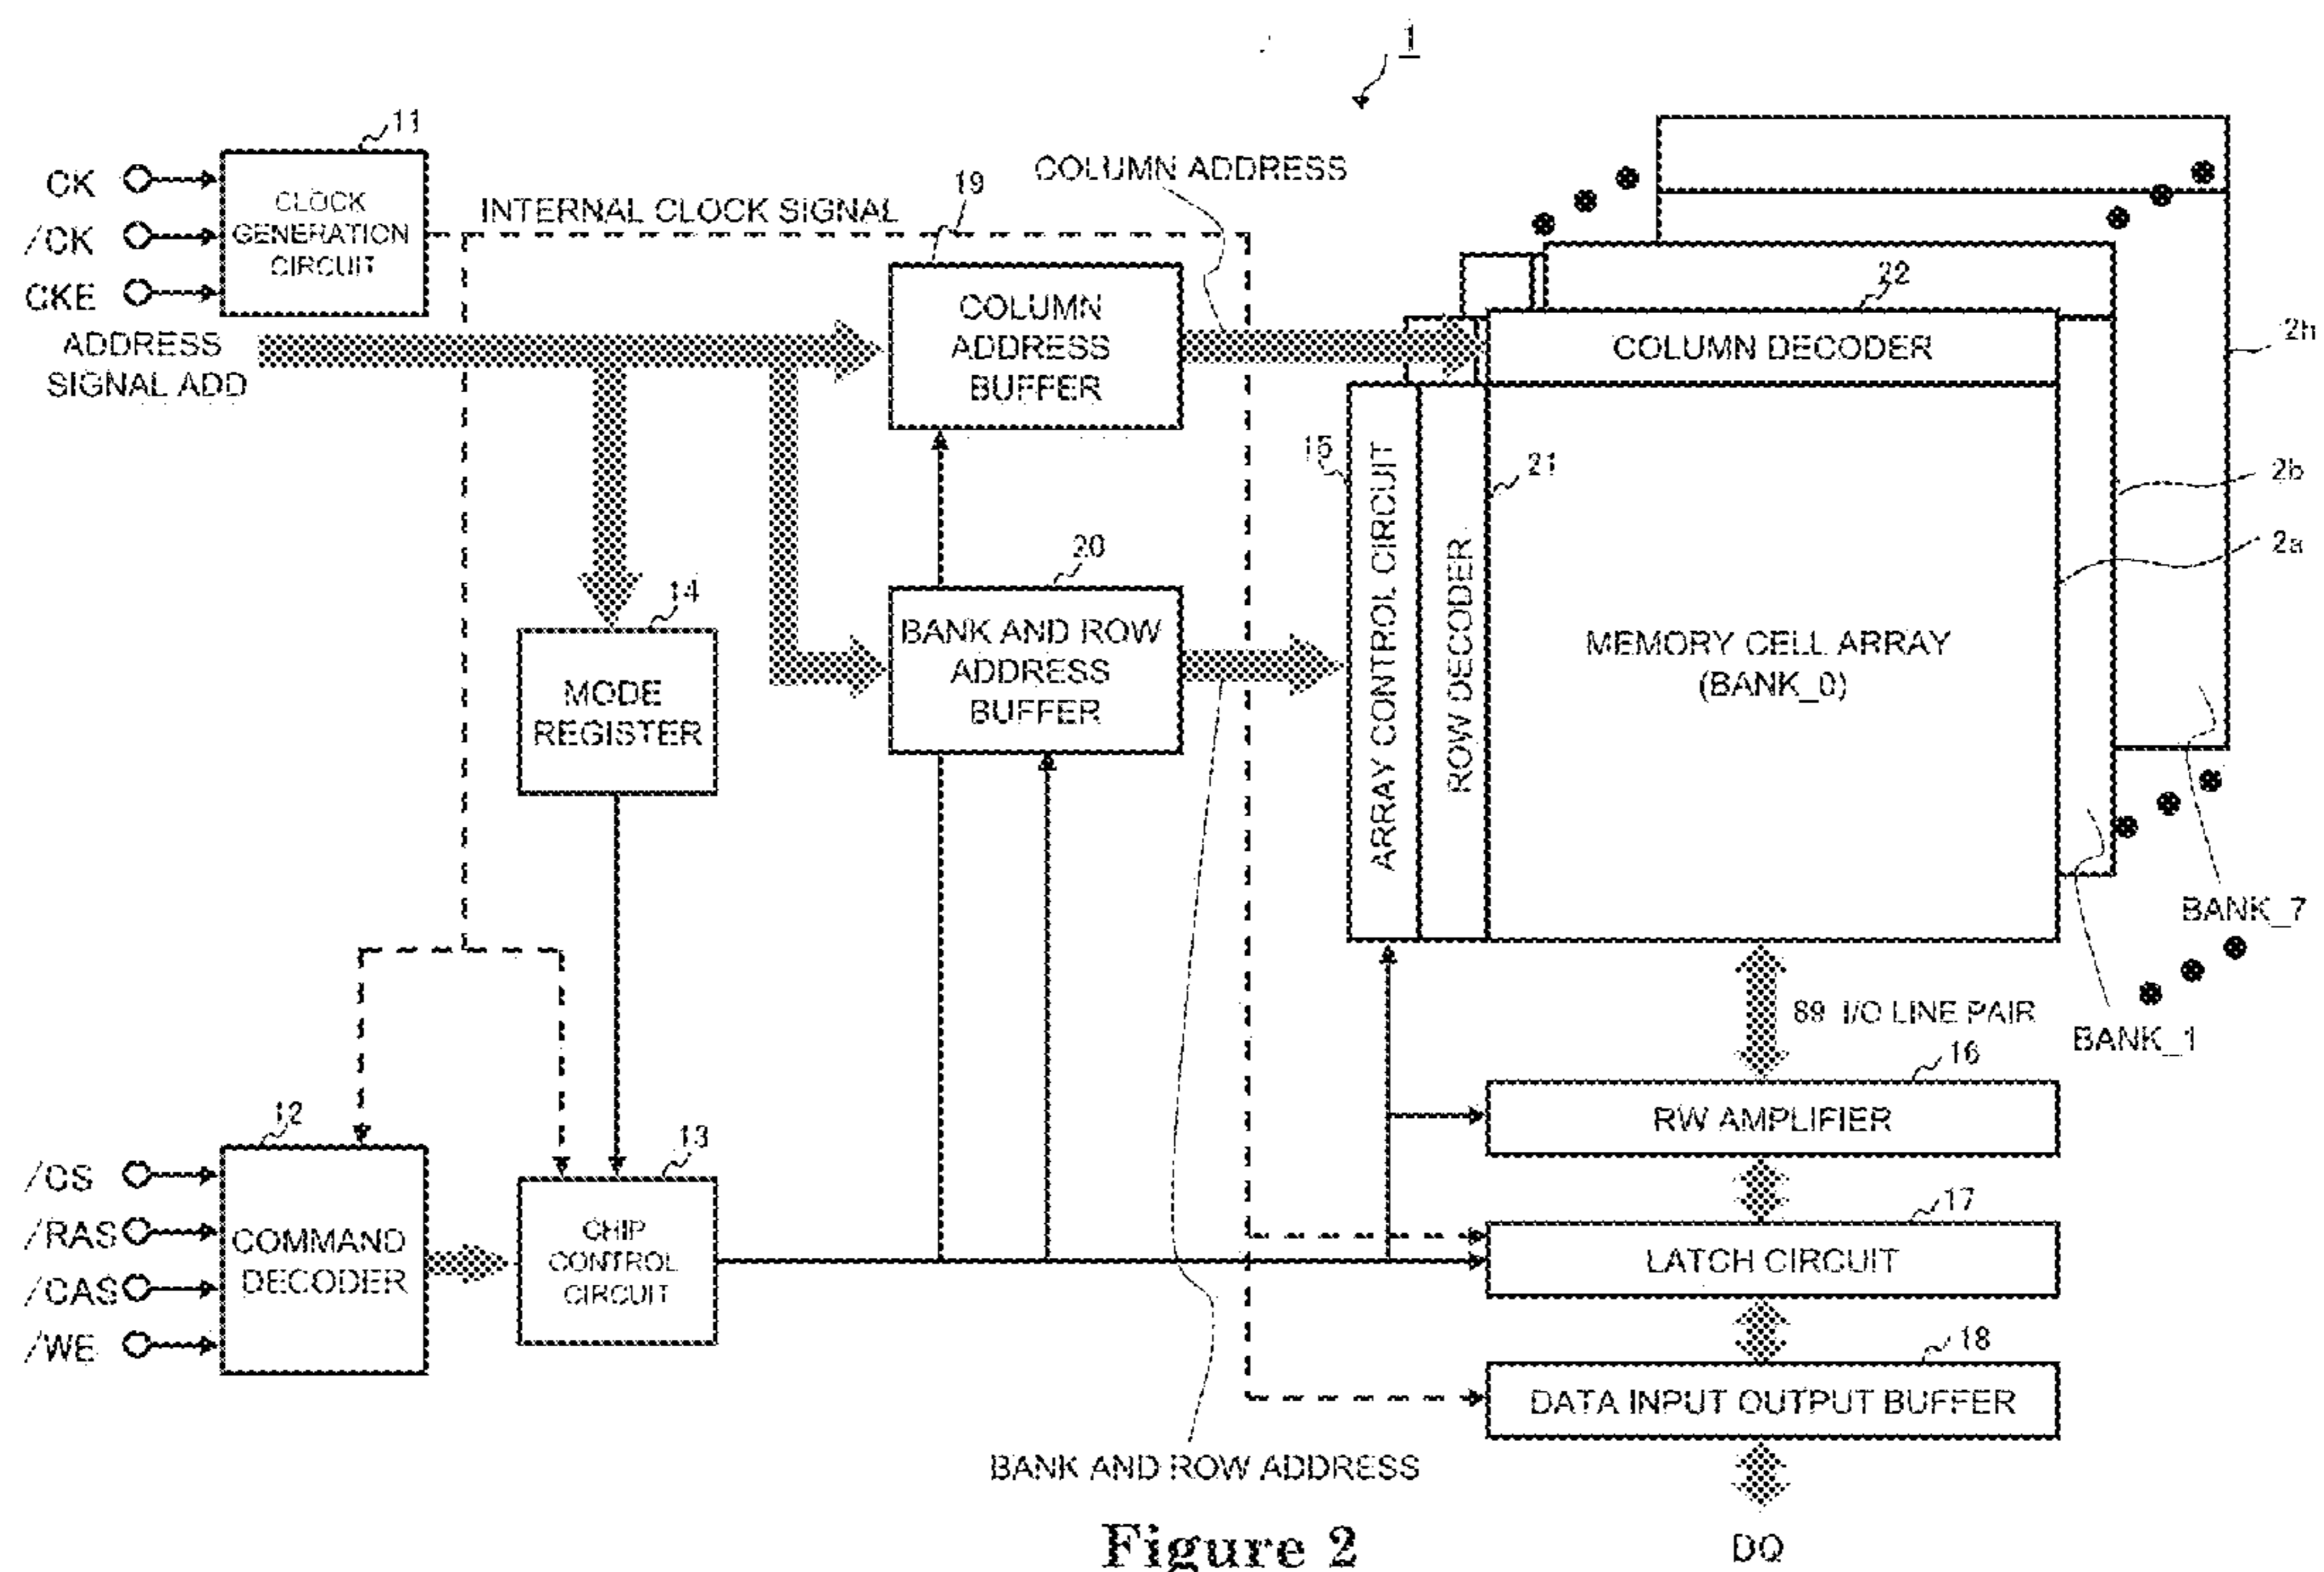 1
11
CK
/CK
CKE
CLOCK
GENERATION
CIRCUIT
INTERNAL CLOCK SIGNAL
19
COLUMN ADDRESS
ADDRESS
SIGNAL ADD
COLUMN
ADDRESS
BUFFER
22
COLUMN DECODER
2h
2b
2a
15
ARRAY CONTROL CIRCUIT
21
ROW DECODER
MEMORY CELL ARRAY
(BANK_0)
14
MODE
REGISTER
20
BANK AND ROW
ADDRESS
BUFFER
BANK_7
BANK_1
89 I/O LINE PAIR
16
RW AMPLIFIER
12
/CS
/RAS
/CAS
/WE
COMMAND
DECODER
13
CHIP
CONTROL
CIRCUIT
17
LATCH CIRCUIT
18
DATA INPUT OUTPUT BUFFER
BANK AND ROW ADDRESS
DQ
Figure 2